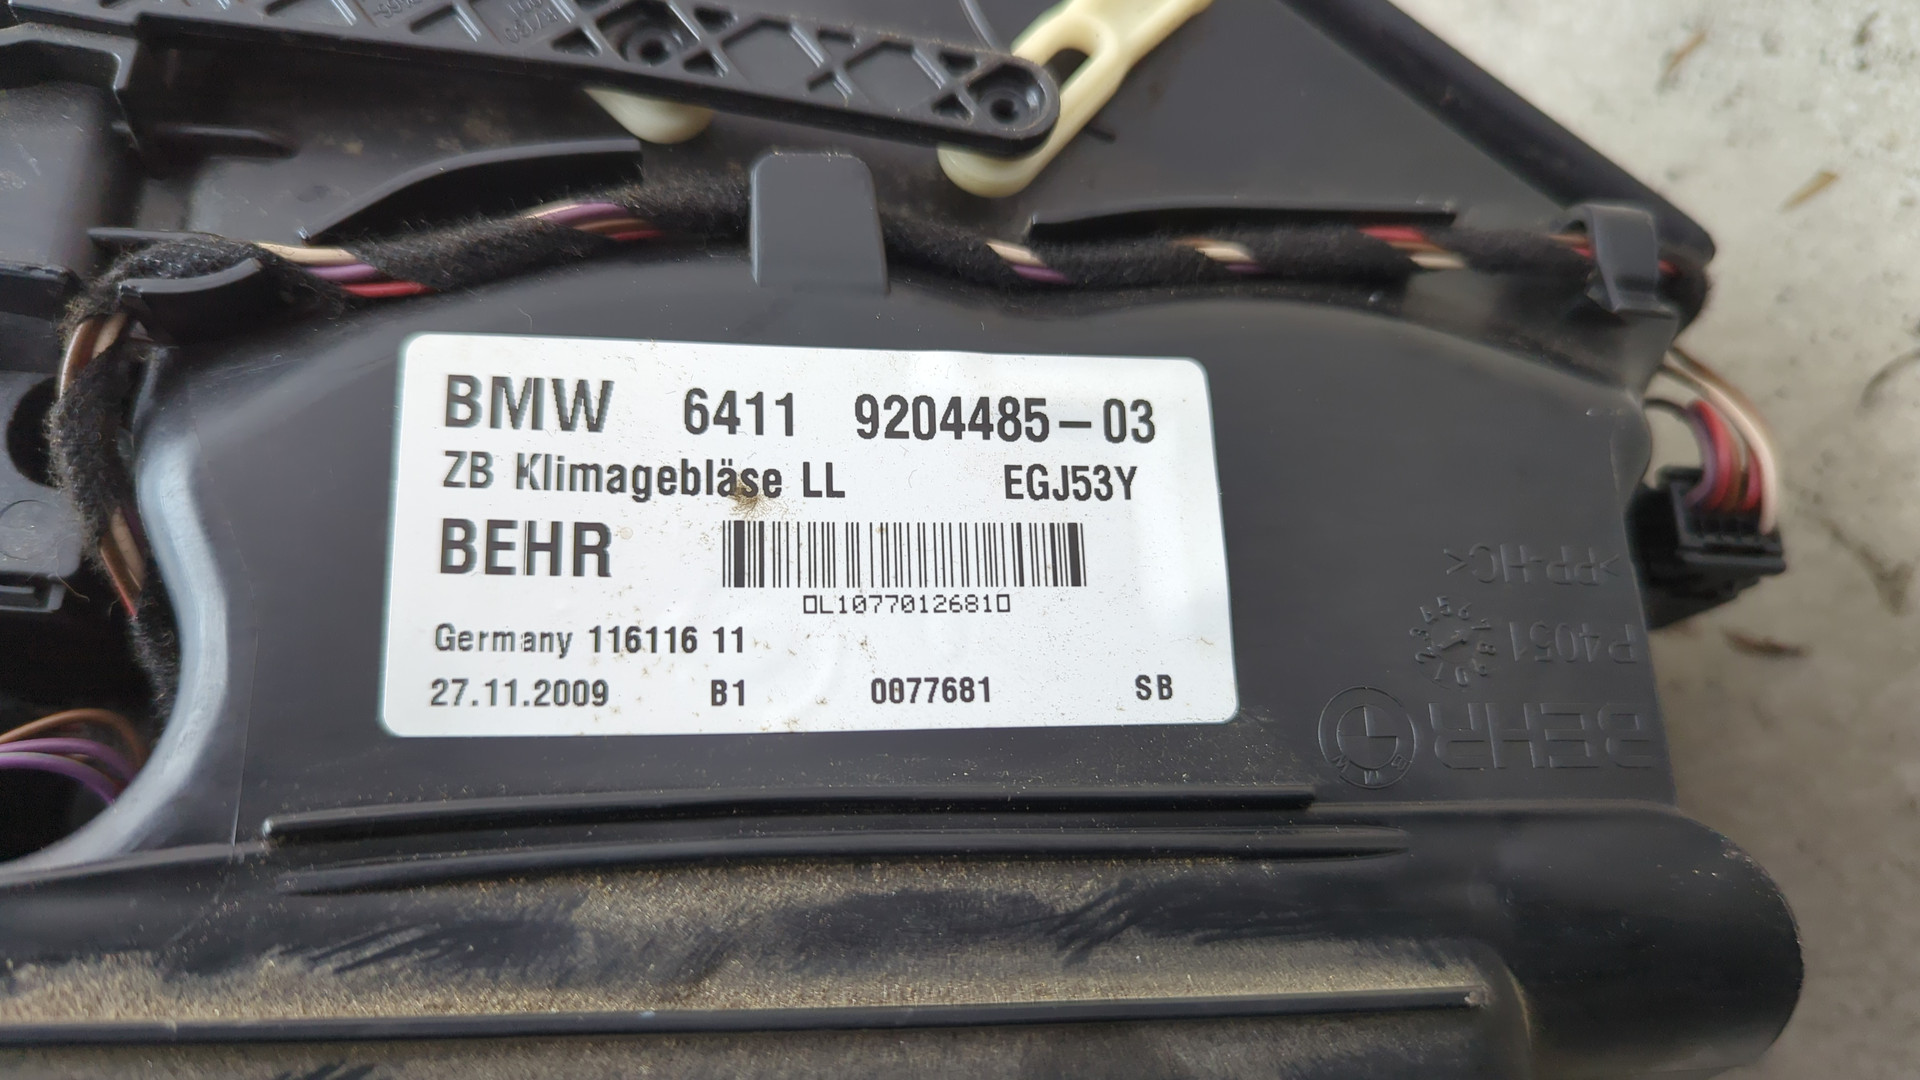 BMW 6411 9204485-03
ZB Klimagebläse LL EGJ53Y
BEHR
0L10770126810
Germany 116116 11
27.11.2009 B1 0077681 SB
>PP-HC<
P4051
BEHR
BMW